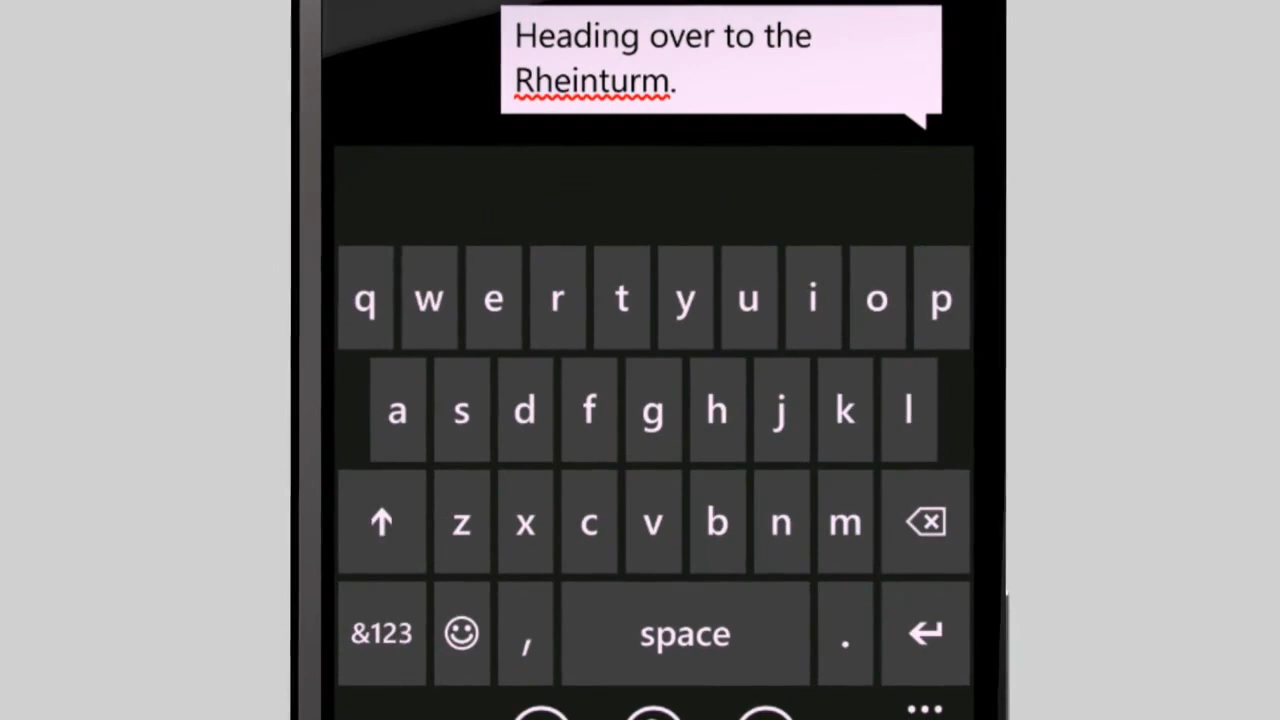 Heading over to the
Rheinturm.
q w e r t y u i o p
a s d f g h j k l
z x c v b n m
&123 , space .